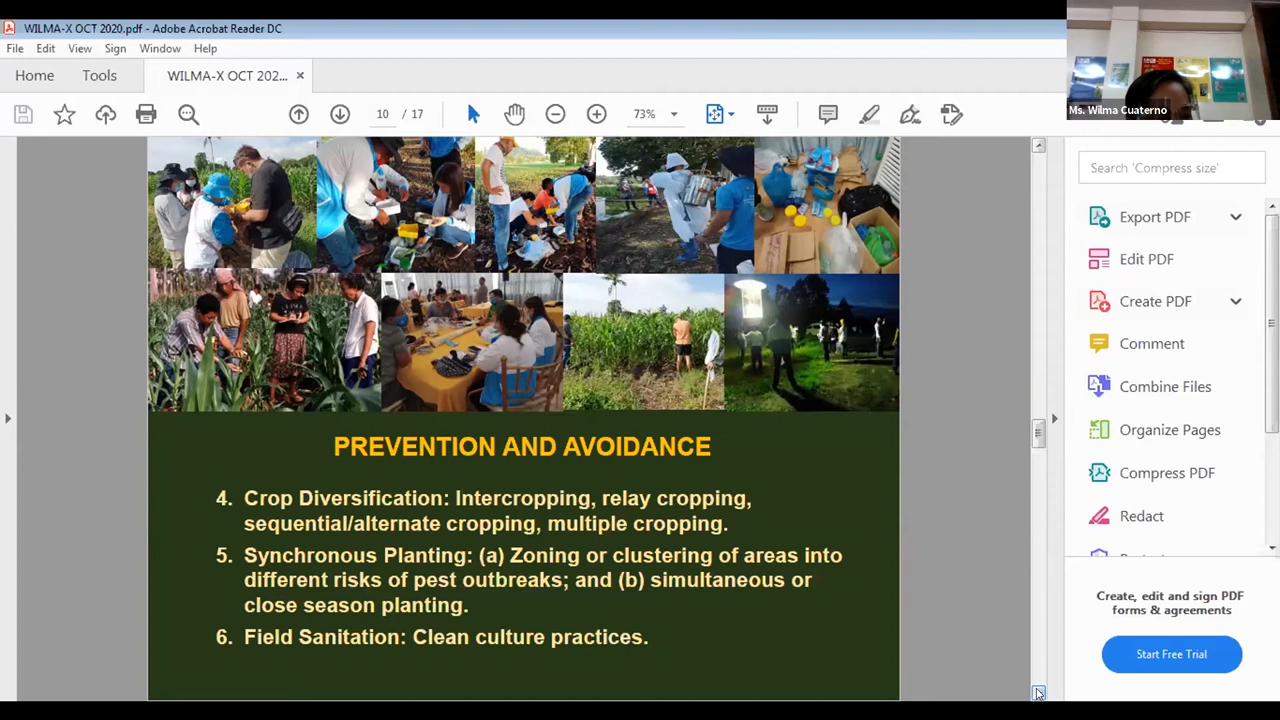 WILMA-X OCT 2020.pdf - Adobe Acrobat Reader DC
File Edit View Sign Window Help
Home Tools WILMA-X OCT 202... ×
10 / 17 73%
Ms. Wilma Cuaterno
Search 'Compress size'
Export PDF
Edit PDF
Create PDF
Comment
Combine Files
Organize Pages
Compress PDF
Redact
Create, edit and sign PDF
forms & agreements
Start Free Trial
PREVENTION AND AVOIDANCE
4. Crop Diversification: Intercropping, relay cropping,
sequential/alternate cropping, multiple cropping.
5. Synchronous Planting: (a) Zoning or clustering of areas into
different risks of pest outbreaks; and (b) simultaneous or
close season planting.
6. Field Sanitation: Clean culture practices.